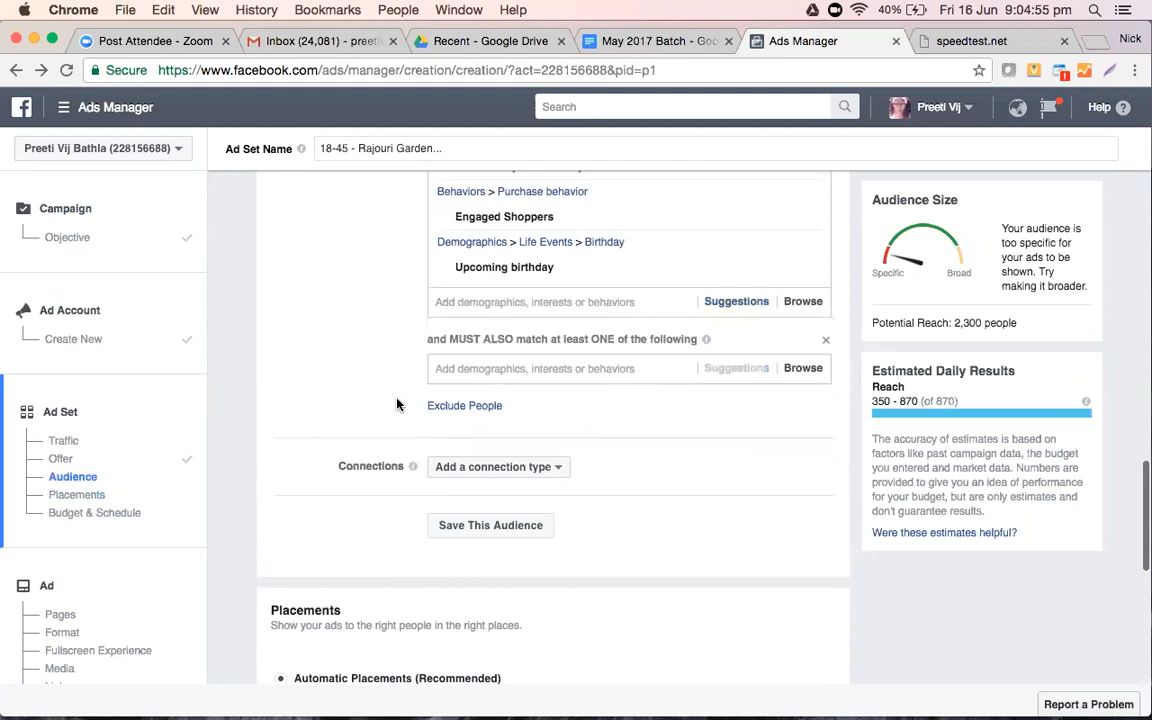 Chrome File Edit View History Bookmarks People Window Help 40% Fri 16 Jun 9:04:55 pm
Post Attendee - Zoom Inbox (24,081) - preeti Recent - Google Drive May 2017 Batch - Go Ads Manager speedtest.net Nick
Secure https://www.facebook.com/ads/manager/creation/creation/?act=228156688&pid=p1
Ads Manager Search Preeti Vij Help
Preeti Vij Bathla (228156688) Ad Set Name 18-45 - Rajouri Garden...
Campaign
Objective
Ad Account
Create New
Ad Set
Traffic
Offer
Audience
Placements
Budget & Schedule
Ad
Pages
Format
Fullscreen Experience
Media
Behaviors > Purchase behavior
Engaged Shoppers
Demographics > Life Events > Birthday
Upcoming birthday
Add demographics, interests or behaviors Suggestions Browse
and MUST ALSO match at least ONE of the following
Add demographics, interests or behaviors Suggestions Browse
Exclude People
Connections Add a connection type
Save This Audience
Placements
Show your ads to the right people in the right places.
Automatic Placements (Recommended)
Audience Size
Specific Broad
Your audience is
too specific for
your ads to be
shown. Try
making it broader.
Potential Reach: 2,300 people
Estimated Daily Results
Reach
350 - 870 (of 870)
The accuracy of estimates is based on
factors like past campaign data, the budget
you entered and market data. Numbers are
provided to give you an idea of performance
for your budget, but are only estimates and
don't guarantee results.
Were these estimates helpful?
Report a Problem